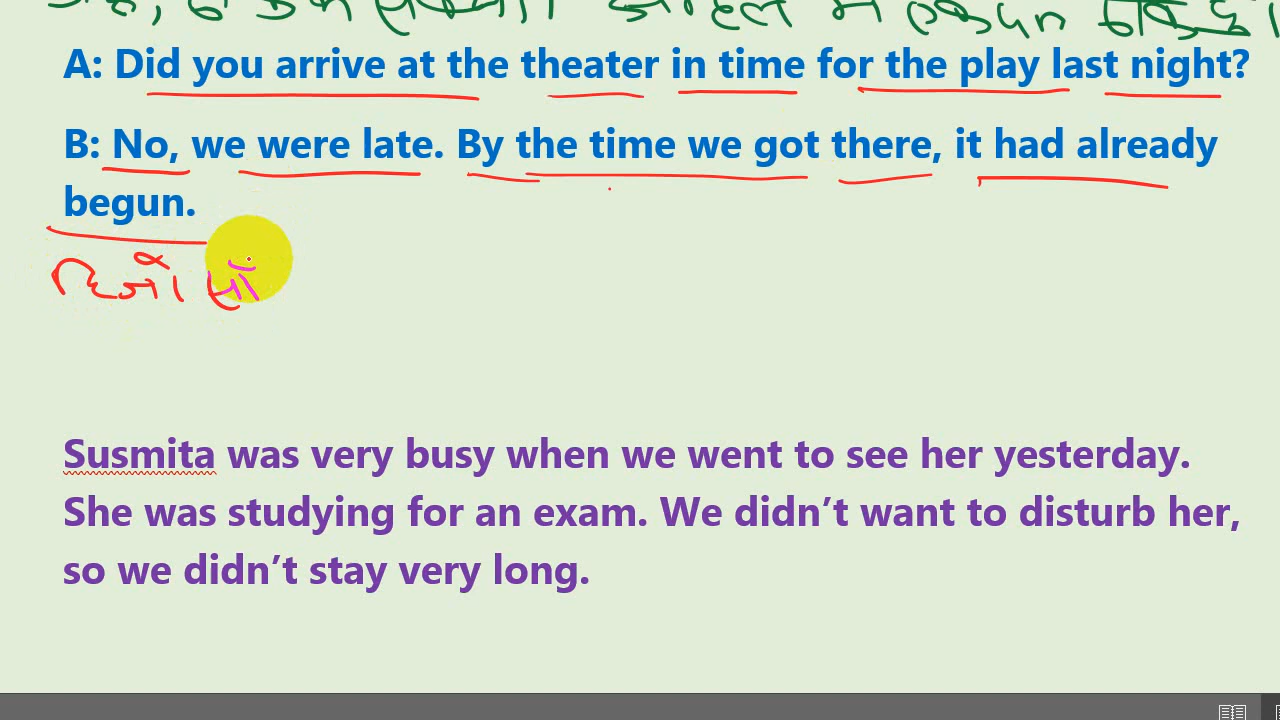 A: Did you arrive at the theater in time for the play last night?
B: No, we were late. By the time we got there, it had already
begun.
Susmita was very busy when we went to see her yesterday.
She was studying for an exam. We didn’t want to disturb her,
so we didn’t stay very long.